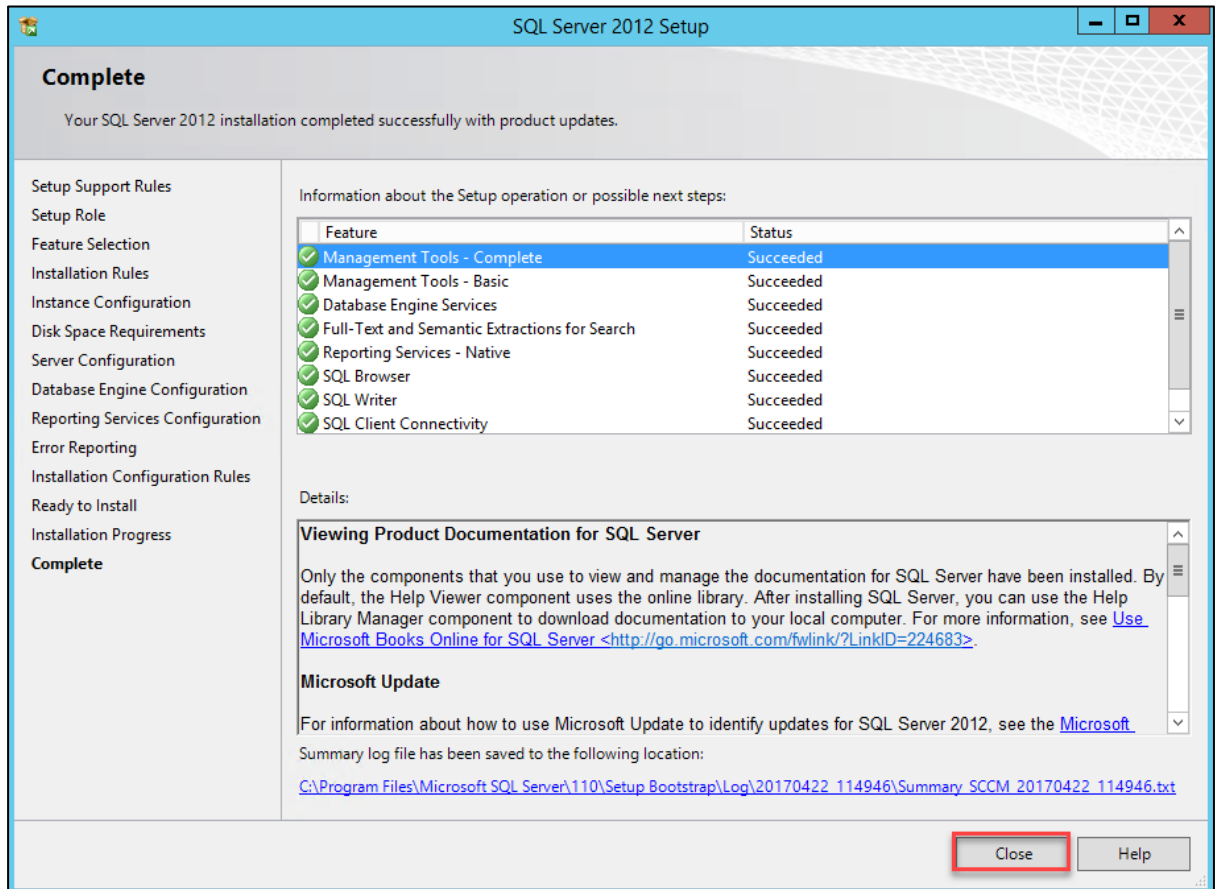 SQL Server 2012 Setup
Complete
Your SQL Server 2012 installation completed successfully with product updates.
Setup Support Rules
Setup Role
Feature Selection
Installation Rules
Instance Configuration
Disk Space Requirements
Server Configuration
Database Engine Configuration
Reporting Services Configuration
Error Reporting
Installation Configuration Rules
Ready to Install
Installation Progress
Complete
Information about the Setup operation or possible next steps:
Feature Status
Management Tools - Complete Succeeded
Management Tools - Basic Succeeded
Database Engine Services Succeeded
Full-Text and Semantic Extractions for Search Succeeded
Reporting Services - Native Succeeded
SQL Browser Succeeded
SQL Writer Succeeded
SQL Client Connectivity Succeeded
Details:
Viewing Product Documentation for SQL Server
Only the components that you use to view and manage the documentation for SQL Server have been installed. By
default, the Help Viewer component uses the online library. After installing SQL Server, you can use the Help
Library Manager component to download documentation to your local computer. For more information, see Use
Microsoft Books Online for SQL Server <http://go.microsoft.com/fwlink/?LinkID=224683>.
Microsoft Update
For information about how to use Microsoft Update to identify updates for SQL Server 2012, see the Microsoft
Summary log file has been saved to the following location:
C:\Program Files\Microsoft SQL Server\110\Setup Bootstrap\Log\20170422_114946\Summary_SCCM_20170422_114946.txt
Close Help